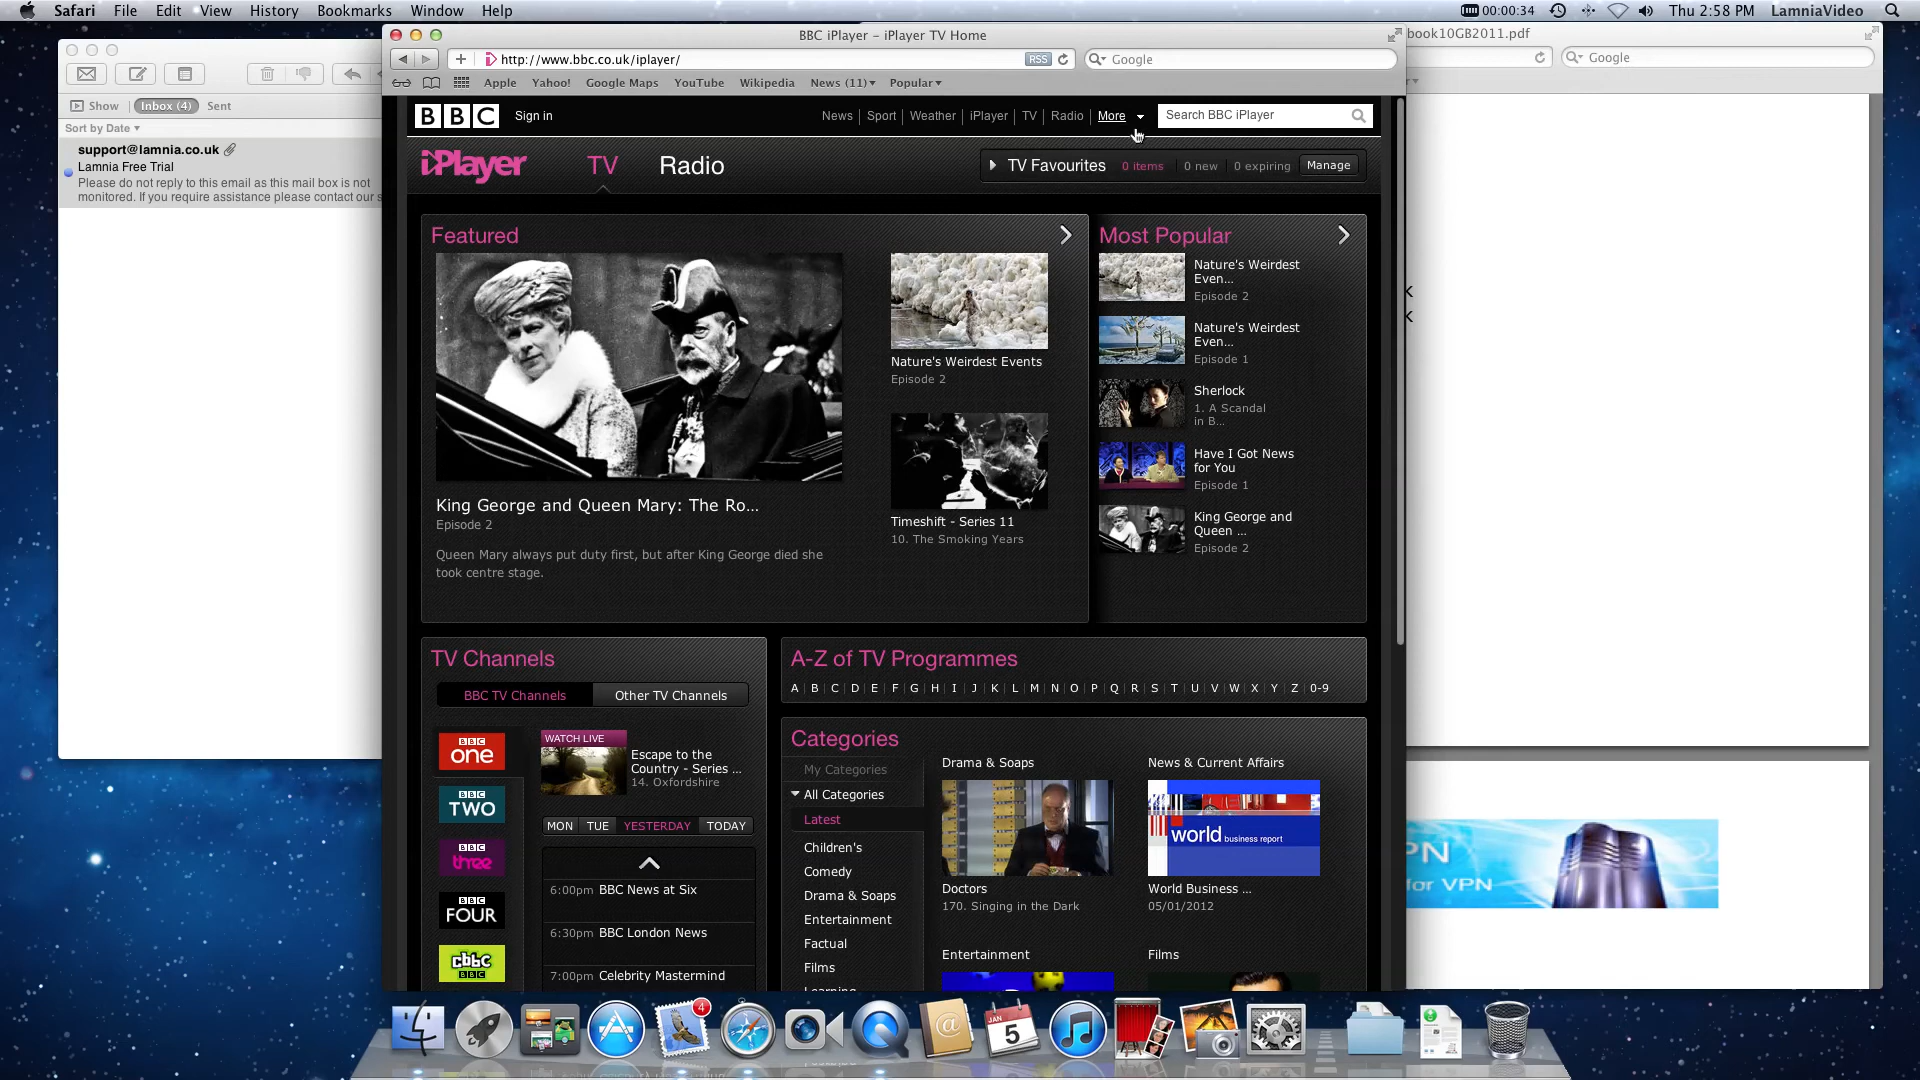 Safari File Edit View History Bookmarks Window Help
00:00:34 Thu 2:58 PM LamniaVideo
Show Inbox (4) Sent
Sort by Date
support@lamnia.co.uk
Lamnia Free Trial
Please do not reply to this email as this mail box is not
monitored. If you require assistance please contact our s
BBC iPlayer – iPlayer TV Home
http://www.bbc.co.uk/iplayer/ RSS Google
Apple Yahoo! Google Maps YouTube Wikipedia News (11) Popular
book10GB2011.pdf
Google
BBC Sign in News Sport Weather iPlayer TV Radio More Search BBC iPlayer
iPlayer TV Radio TV Favourites 0 items 0 new 0 expiring Manage
Featured
King George and Queen Mary: The Ro...
Episode 2
Queen Mary always put duty first, but after King George died she
took centre stage.
Nature's Weirdest Events
Episode 2
Timeshift - Series 11
10. The Smoking Years
Most Popular
Nature's Weirdest
Even...
Episode 2
Nature's Weirdest
Even...
Episode 1
Sherlock
1. A Scandal
in B...
Have I Got News
for You
Episode 1
King George and
Queen ...
Episode 2
TV Channels
BBC TV Channels Other TV Channels
BBC one
BBC TWO
BBC three
BBC FOUR
cbbc BBC
WATCH LIVE
Escape to the
Country - Series ...
14. Oxfordshire
MON TUE YESTERDAY TODAY
6:00pm BBC News at Six
6:30pm BBC London News
7:00pm Celebrity Mastermind
A-Z of TV Programmes
A B C D E F G H I J K L M N O P Q R S T U V W X Y Z 0-9
Categories
My Categories
All Categories
Latest
Children's
Comedy
Drama & Soaps
Entertainment
Factual
Films
Learning
Drama & Soaps
Doctors
170. Singing in the Dark
News & Current Affairs
world business report
World Business ...
05/01/2012
Entertainment
Films
K
K
PN
for VPN
4
JAN
5